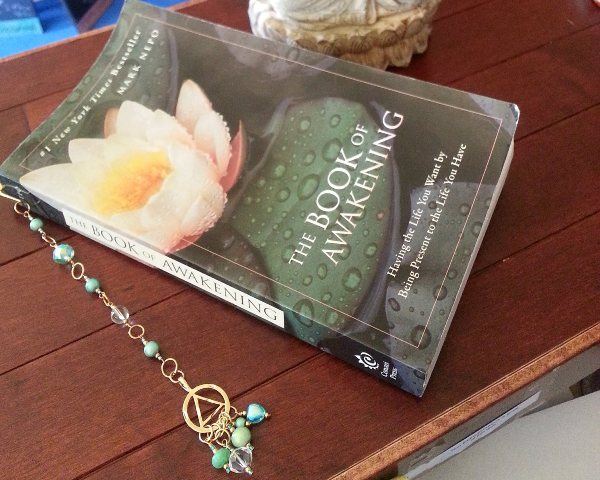 #1 New York Times Bestseller
MARK NEPO
THE BOOK OF
AWAKENING
Having the Life You Want by
Being Present to the Life You Have
THE BOOK OF AWAKENING
Conari
Press